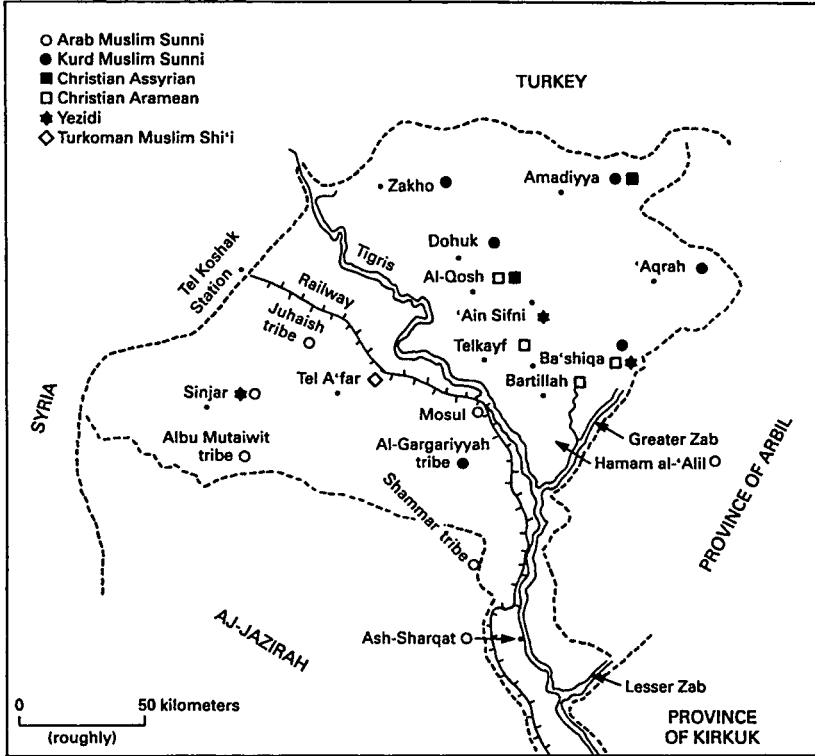 Arab Muslim Sunni
Kurd Muslim Sunni
Christian Assyrian
Christian Aramean
Yezidi
Turkoman Muslim Shi'i
TURKEY
Zakho
Amadiyya
Dohuk
Tigris
Al-Qosh
'Aqrah
Tel Koshak
Station
Railway
Juhaish
tribe
'Ain Sifni
Telkayf
Ba'shiqa
Bartillah
SYRIA
Sinjar
Tel A'far
Mosul
Albu Mutaiwit
tribe
Al-Gargariyyah
tribe
Greater Zab
Hamam al-'Alil
Shammar tribe
PROVINCE OF ARBIL
AJ-JAZIRAH
Ash-Sharqat
Lesser Zab
0 50 kilometers
(roughly)
PROVINCE
OF KIRKUK